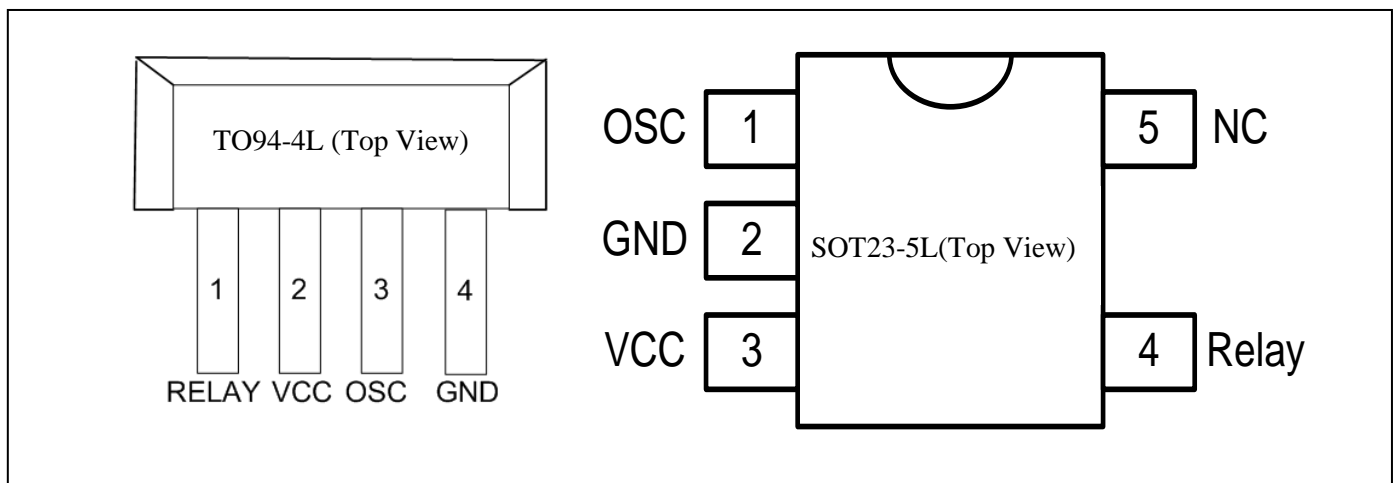 TO94-4L (Top View)
1 2 3 4
RELAY VCC OSC GND
OSC 1 5 NC
GND 2 SOT23-5L(Top View)
VCC 3 4 Relay